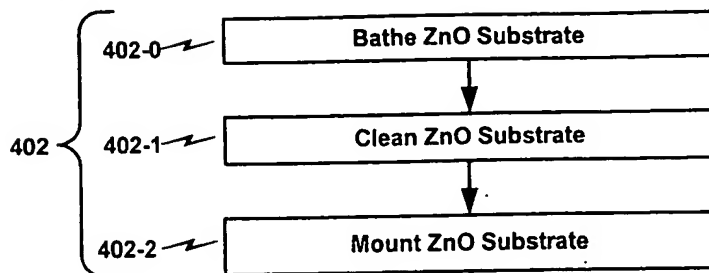 Bathe ZnO Substrate
402-0
402-1
Clean ZnO Substrate
402
402-2
Mount ZnO Substrate